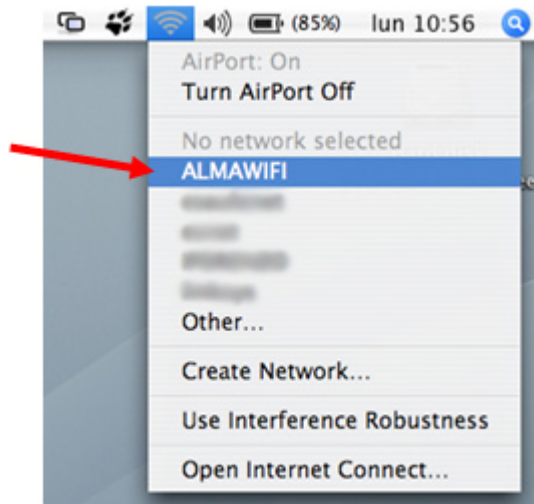 (85%) lun 10:56
AirPort: On
Turn AirPort Off
No network selected
ALMAWIFI
Other...
Create Network...
Use Interference Robustness
Open Internet Connect...